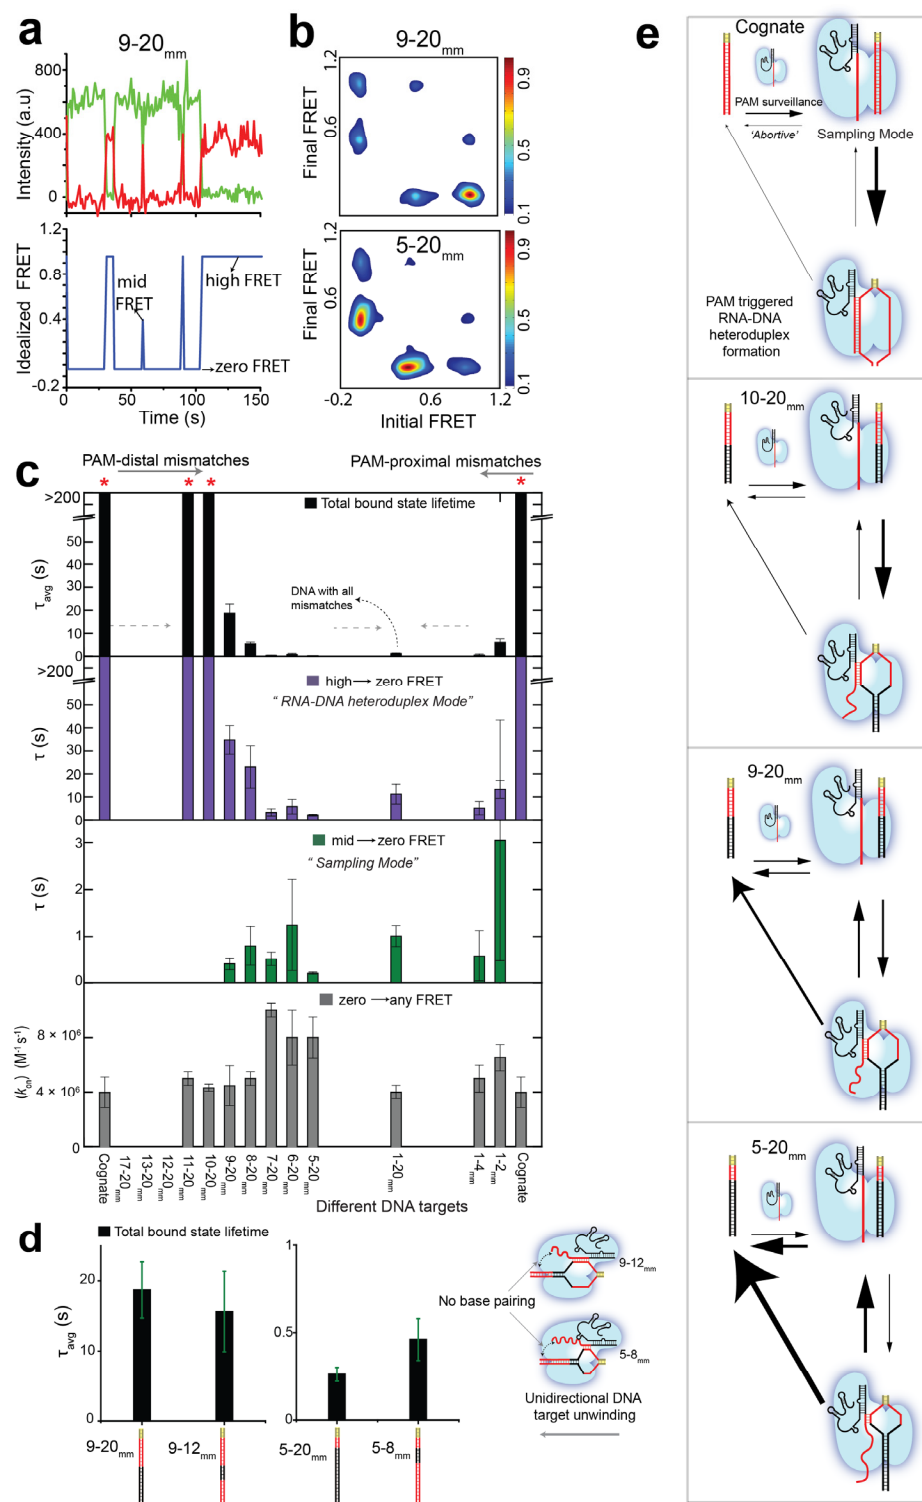 a
9-20mm
Intensity (a.u)
800
400
0
Idealized FRET
1.2
0.8
0.4
-0.2
mid
FRET
high FRET
zero FRET
0
50
100
150
Time (s)
b
9-20mm
Final FRET
1.2
0.6
0.9
0.5
0.1
5-20mm
Final FRET
1.2
0.6
-0.2
0.9
0.5
0.1
-0.2
0.6
1.2
Initial FRET
c
PAM-distal mismatches
PAM-proximal mismatches
* * * *
>200
50
40
30
20
10
0
τavg (s)
Total bound state lifetime
DNA with all
mismatches
>200
50
40
30
20
10
0
τ (s)
high→zero FRET
“ RNA-DNA heteroduplex Mode”
3
2
1
0
τ (s)
mid→zero FRET
“ Sampling Mode”
(kon) (M⁻¹ s⁻¹)
8 × 10⁶
4 × 10⁶
0
zero→any FRET
Cognate
17-20mm
13-20mm
12-20mm
11-20mm
10-20mm
9-20mm
8-20mm
7-20mm
6-20mm
5-20mm
1-20mm
1-4mm
1-2mm
Cognate
Different DNA targets
d
Total bound state lifetime
τavg (s)
20
10
0
9-20mm
9-12mm
1
0.5
0
5-20mm
5-8mm
9-12mm
No base pairing
5-8mm
Unidirectional DNA
target unwinding
e
Cognate
PAM surveillance
‘Abortive’
Sampling Mode
PAM triggered
RNA-DNA
heteroduplex
formation
10-20mm
9-20mm
5-20mm